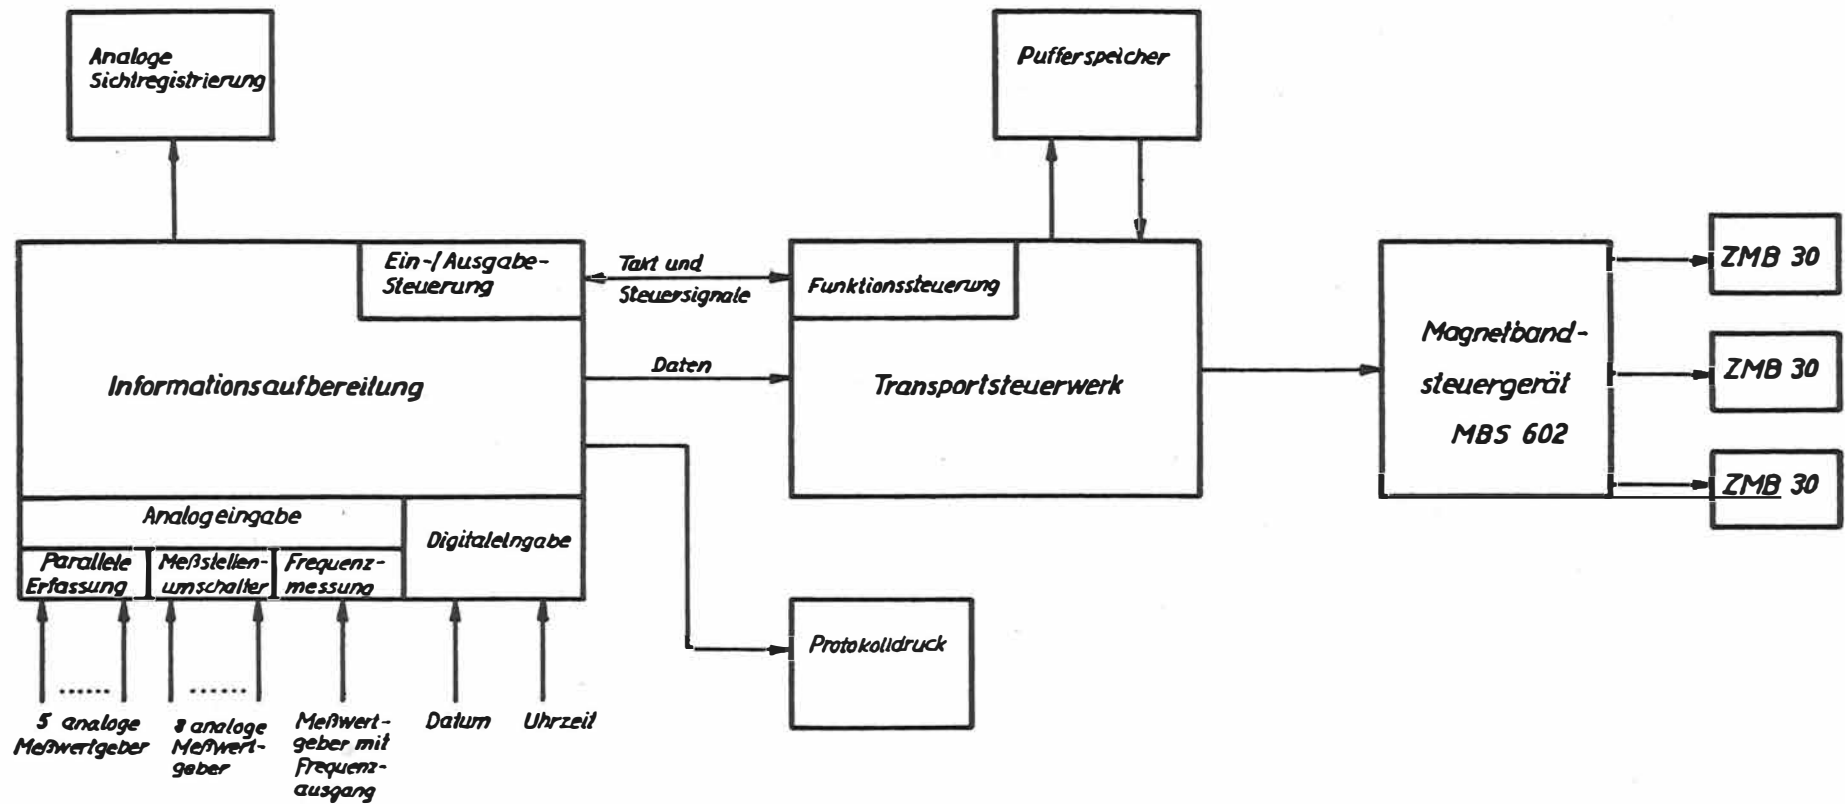 Analoge
Sichtregistrierung
Pufferspeicher
Ein-/Ausgabe-
Steuerung
Takt und
Steuersignale
Funktionssteuerung
ZMB 30
Informationsaufbereitung
Daten
Transportsteuerwerk
Magnetband-
steuergerät
MBS 602
ZMB 30
ZMB 30
Analogeingabe
Digitaleingabe
Parallele
Erfassung
Meßstellen-
umschalter
Frequenz-
messung
Protokolldruck
5 analoge
Meßwertgeber
8 analoge
Meßwert-
geber
Meßwert-
geber mit
Frequenz-
ausgang
Datum
Uhrzeit